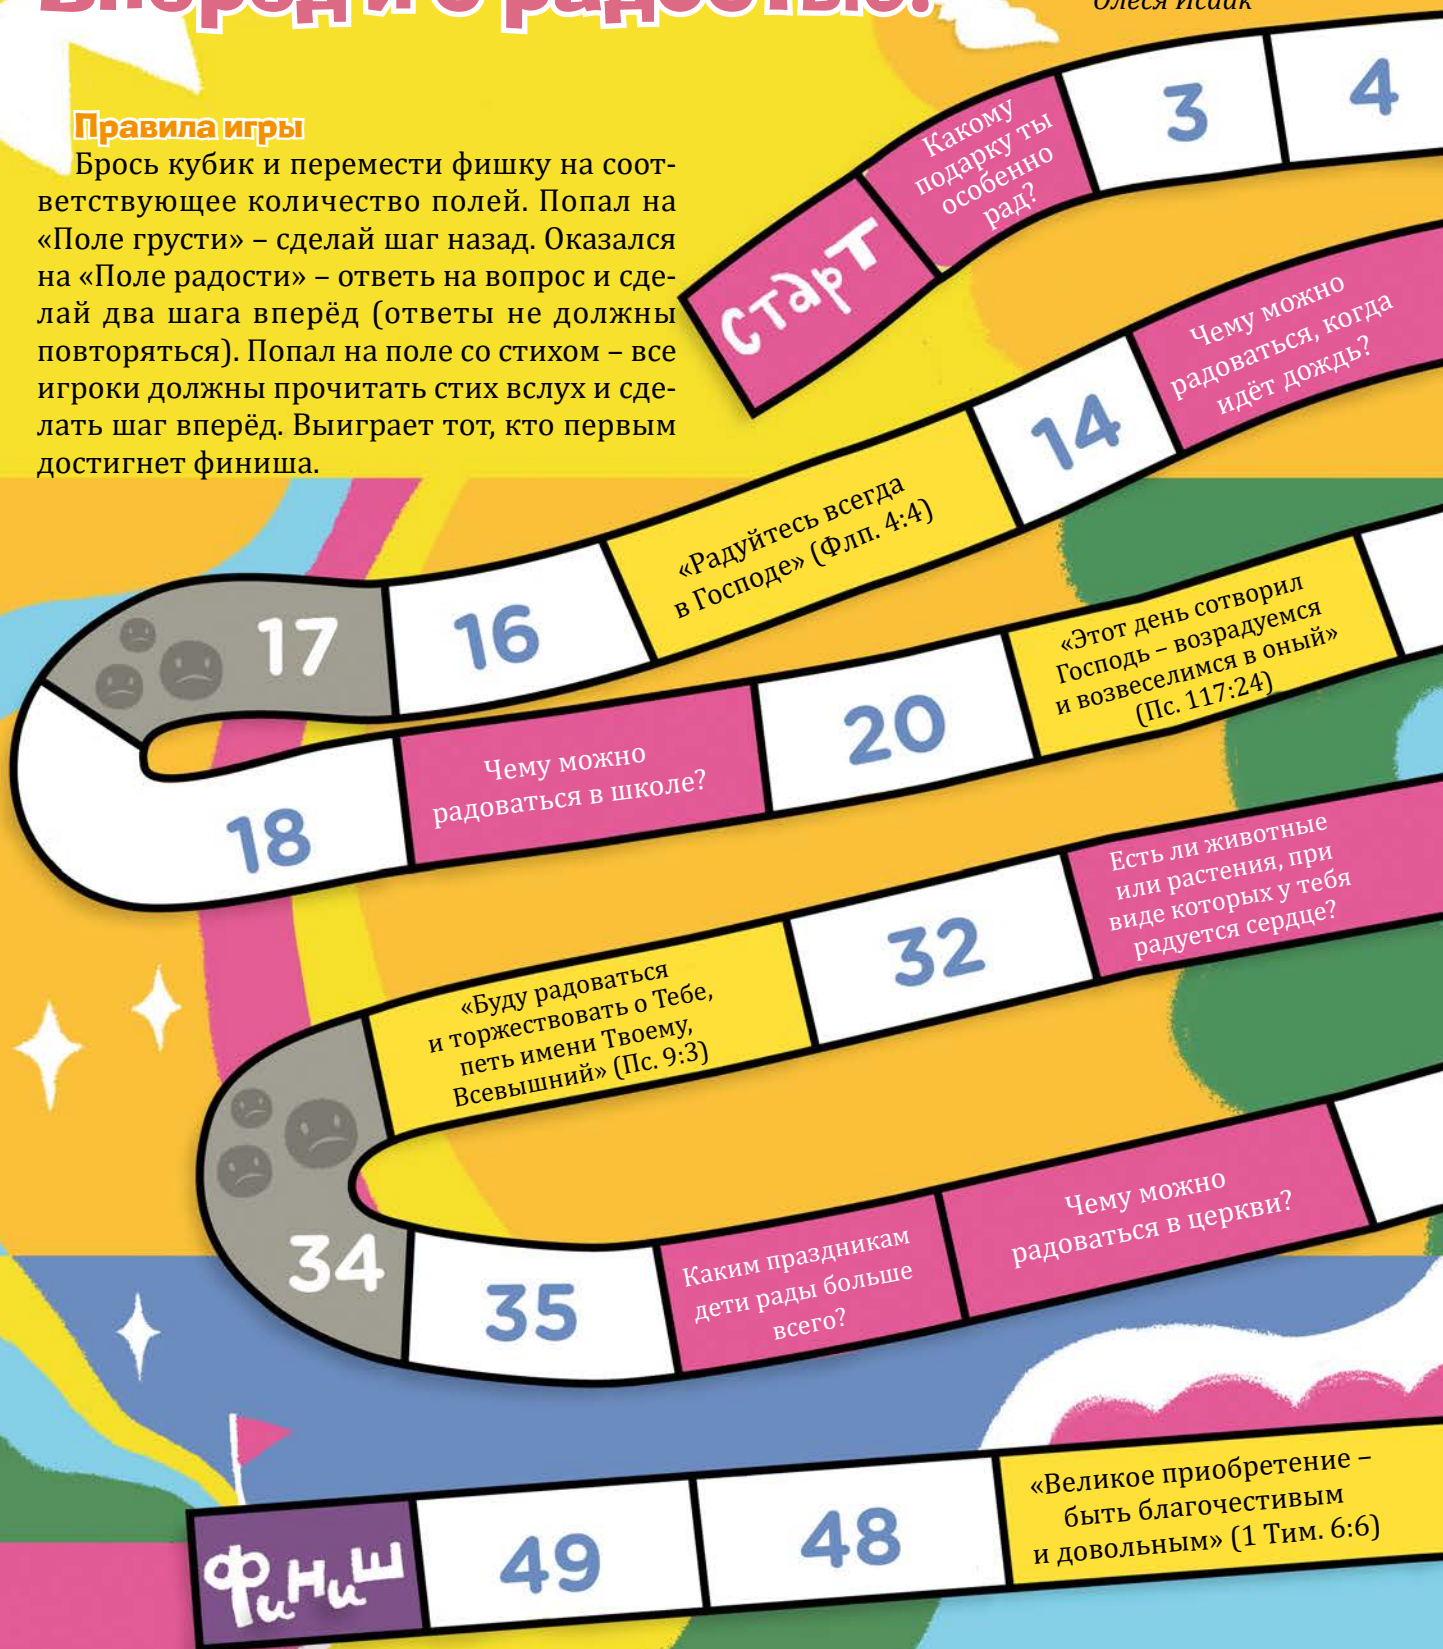 Вперёд и с радостью!
Олеся Исаак
Правила игры
Брось кубик и перемести фишку на соот-
ветствующее количество полей. Попал на
«Поле грусти» – сделай шаг назад. Оказался
на «Поле радости» – ответь на вопрос и сде-
лай два шага вперёд (ответы не должны
повторяться). Попал на поле со стихом – все
игроки должны прочитать стих вслух и сде-
лать шаг вперёд. Выиграет тот, кто первым
достигнет финиша.
Старт
Какому
подарку ты
особенно
рад?
3
4
Чему можно
радоваться, когда
идёт дождь?
14
«Радуйтесь всегда
в Господе» (Флп. 4:4)
16
17
18
Чему можно
радоваться в школе?
20
«Этот день сотворил
Господь – возрадуемся
и возвеселимся в оный»
(Пс. 117:24)
Есть ли животные
или растения, при
виде которых у тебя
радуется сердце?
32
«Буду радоваться
и торжествовать о Тебе,
петь имени Твоему,
Всевышний» (Пс. 9:3)
34
35
Каким праздникам
дети рады больше
всего?
Чему можно
радоваться в церкви?
«Великое приобретение –
быть благочестивым
и довольным» (1 Тим. 6:6)
48
49
Финиш